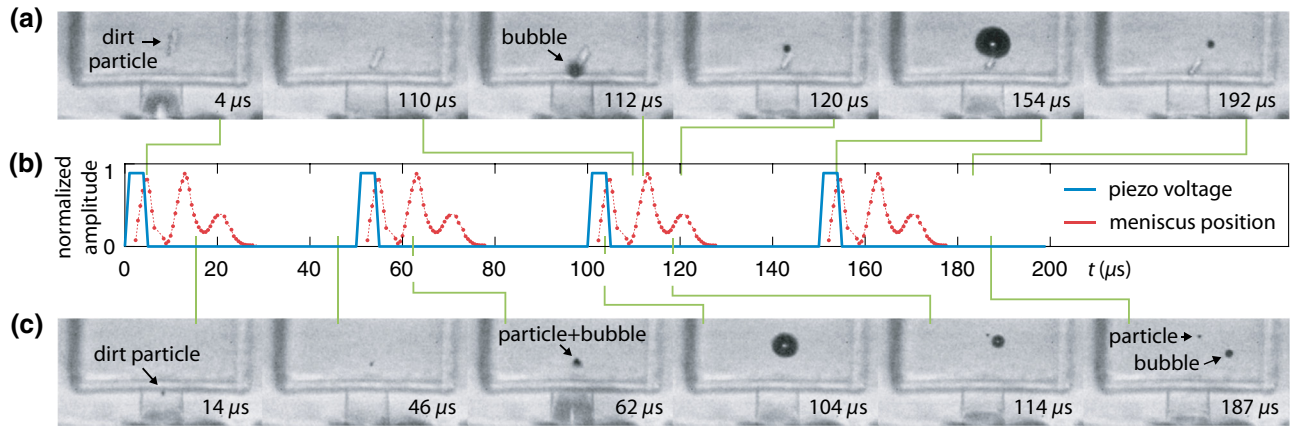 (a)
dirt
particle
bubble
4 µs
110 µs
112 µs
120 µs
154 µs
192 µs
(b)
normalized
amplitude
1
0
piezo voltage
meniscus position
0 20 40 60 80 100 120 140 160 180 200 t (µs)
(c)
dirt particle
particle+bubble
particle
bubble
14 µs
46 µs
62 µs
104 µs
114 µs
187 µs